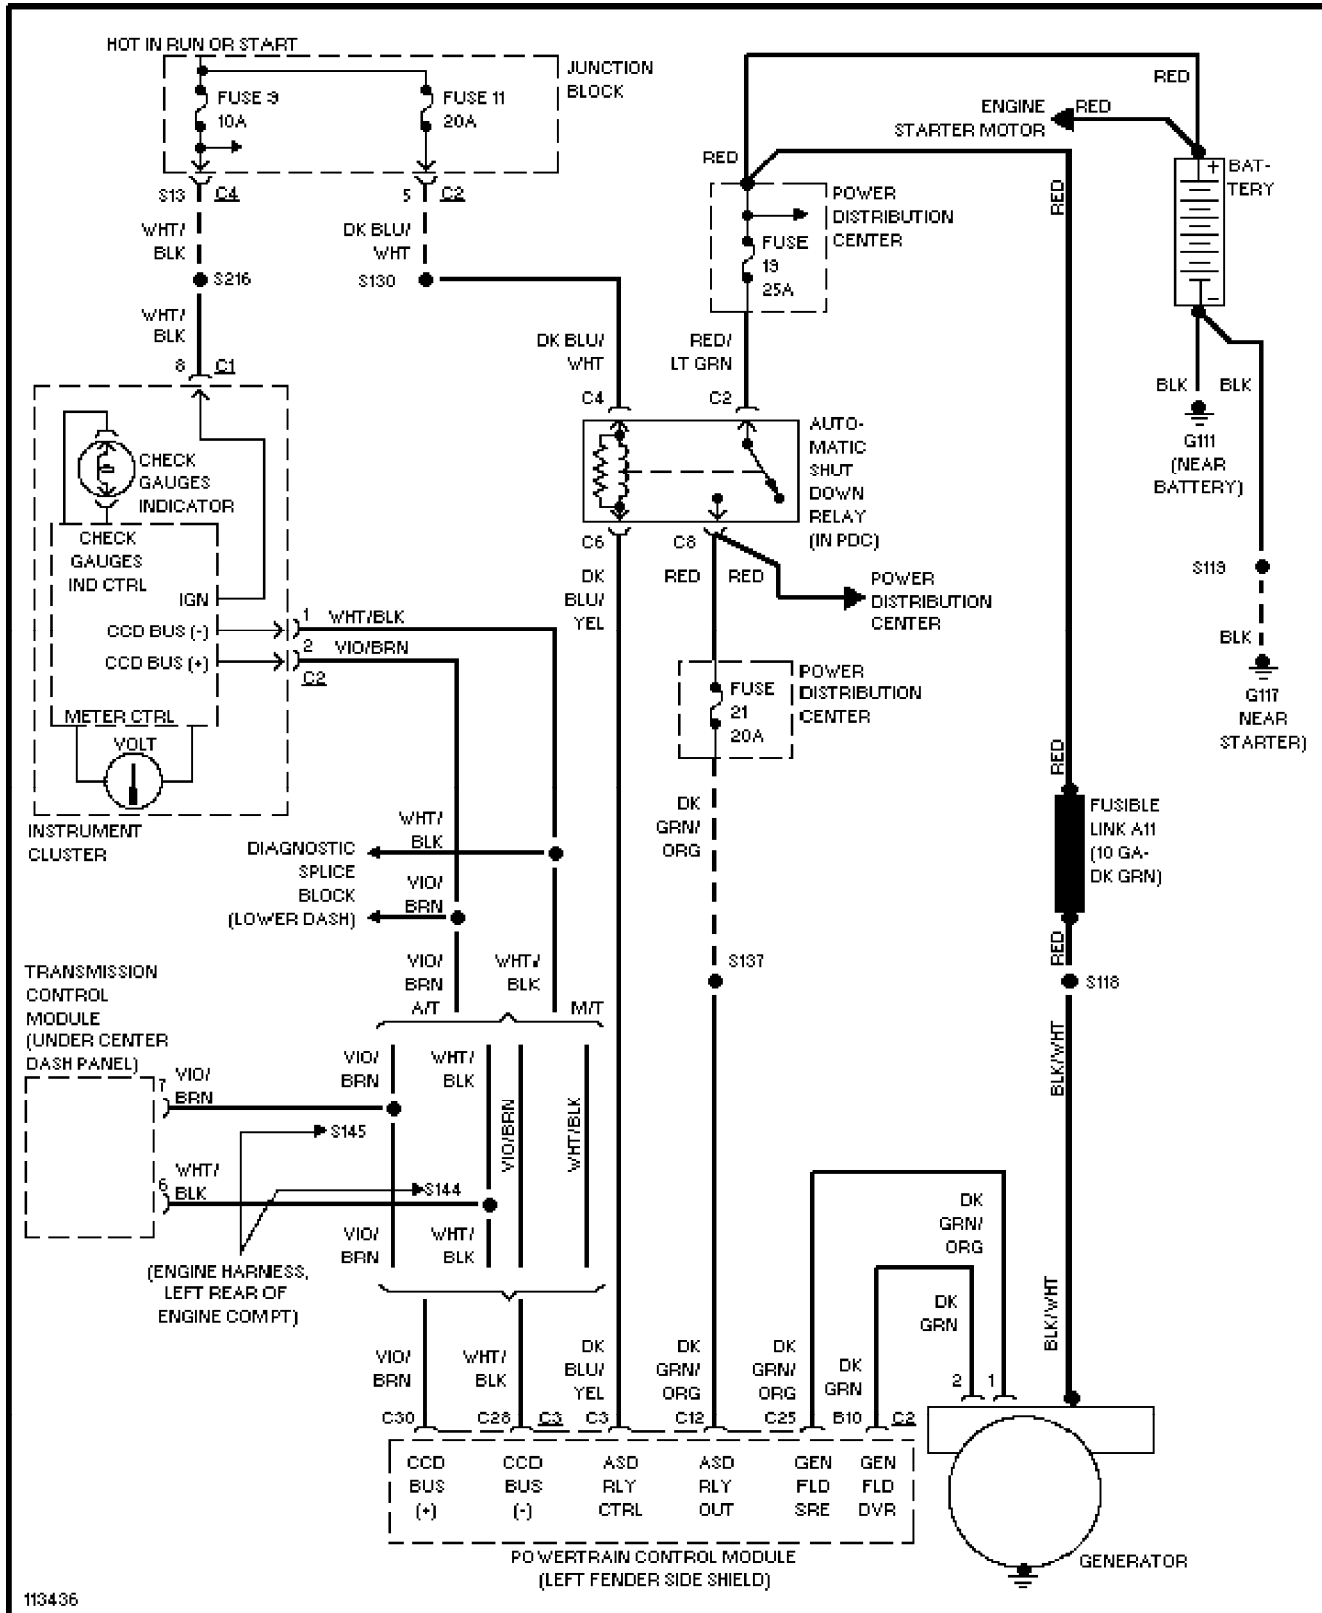 HOT IN RUN OR START
JUNCTION
BLOCK
FUSE 9
10A
FUSE 11
20A
S13 C4
5 C2
WHT/
BLK
DK BLU/
WHT
S216
S130
WHT/
BLK
8 C1
CHECK
GAUGES
INDICATOR
CHECK
GAUGES
IND CTRL
IGN
CCD BUS (-)
CCD BUS (+)
METER CTRL
VOLT
INSTRUMENT
CLUSTER
1 WHT/BLK
2 VIO/BRN
C2
RED
ENGINE
STARTER MOTOR
RED
RED
RED
+
BAT-
TERY
-
POWER
DISTRIBUTION
CENTER
FUSE
19
25A
DK BLU/
WHT
RED/
LT GRN
C4
C2
AUTO-
MATIC
SHUT
DOWN
RELAY
(IN PDC)
C6
C8
DK
BLU/
YEL
RED
RED
POWER
DISTRIBUTION
CENTER
POWER
DISTRIBUTION
CENTER
FUSE
21
20A
BLK
BLK
G111
(NEAR
BATTERY)
S119
BLK
G117
NEAR
STARTER)
RED
FUSIBLE
LINK A11
(10 GA-
DK GRN)
RED
S118
BLK/WHT
DK
GRN/
ORG
S137
WHT/
BLK
DIAGNOSTIC
SPLICE
BLOCK
(LOWER DASH)
VIO/
BRN
VIO/
BRN
WHT/
BLK
A/T
M/T
TRANSMISSION
CONTROL
MODULE
(UNDER CENTER
DASH PANEL)
7 VIO/
BRN
VIO/
BRN
WHT/
BLK
VIO/BRN
WHT/BLK
S145
6 WHT/
BLK
S144
VIO/
BRN
WHT/
BLK
(ENGINE HARNESS,
LEFT REAR OF
ENGINE COMPT)
DK
GRN/
ORG
DK
GRN
BLK/WHT
VIO/
BRN
WHT/
BLK
DK
BLU/
YEL
DK
GRN/
ORG
DK
GRN/
ORG
DK
GRN
2
1
C30
C28
C3
C3
C12
C25
B10
C2
CCD
BUS
(+)
CCD
BUS
(-)
ASD
RLY
CTRL
ASD
RLY
OUT
GEN
FLD
SRE
GEN
FLD
DVR
POWERTRAIN CONTROL MODULE
(LEFT FENDER SIDE SHIELD)
GENERATOR
113436